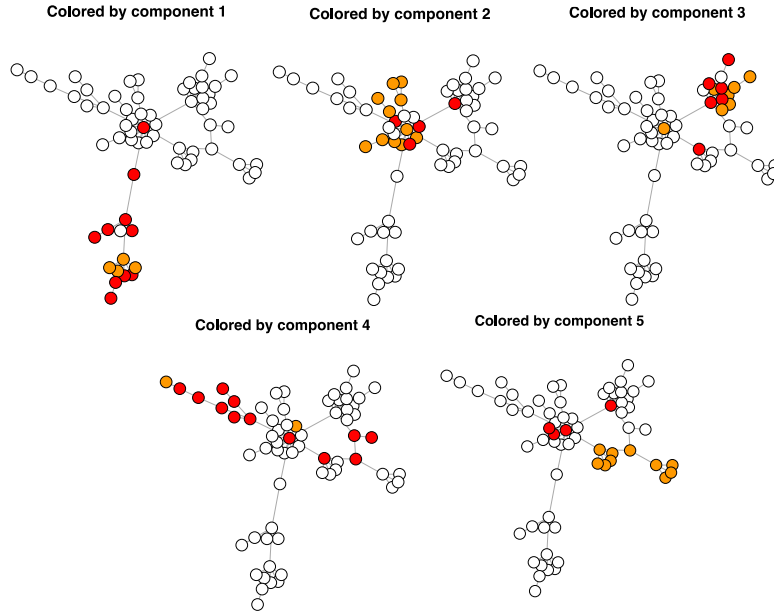 Colored by component 1
Colored by component 2
Colored by component 3
Colored by component 4
Colored by component 5